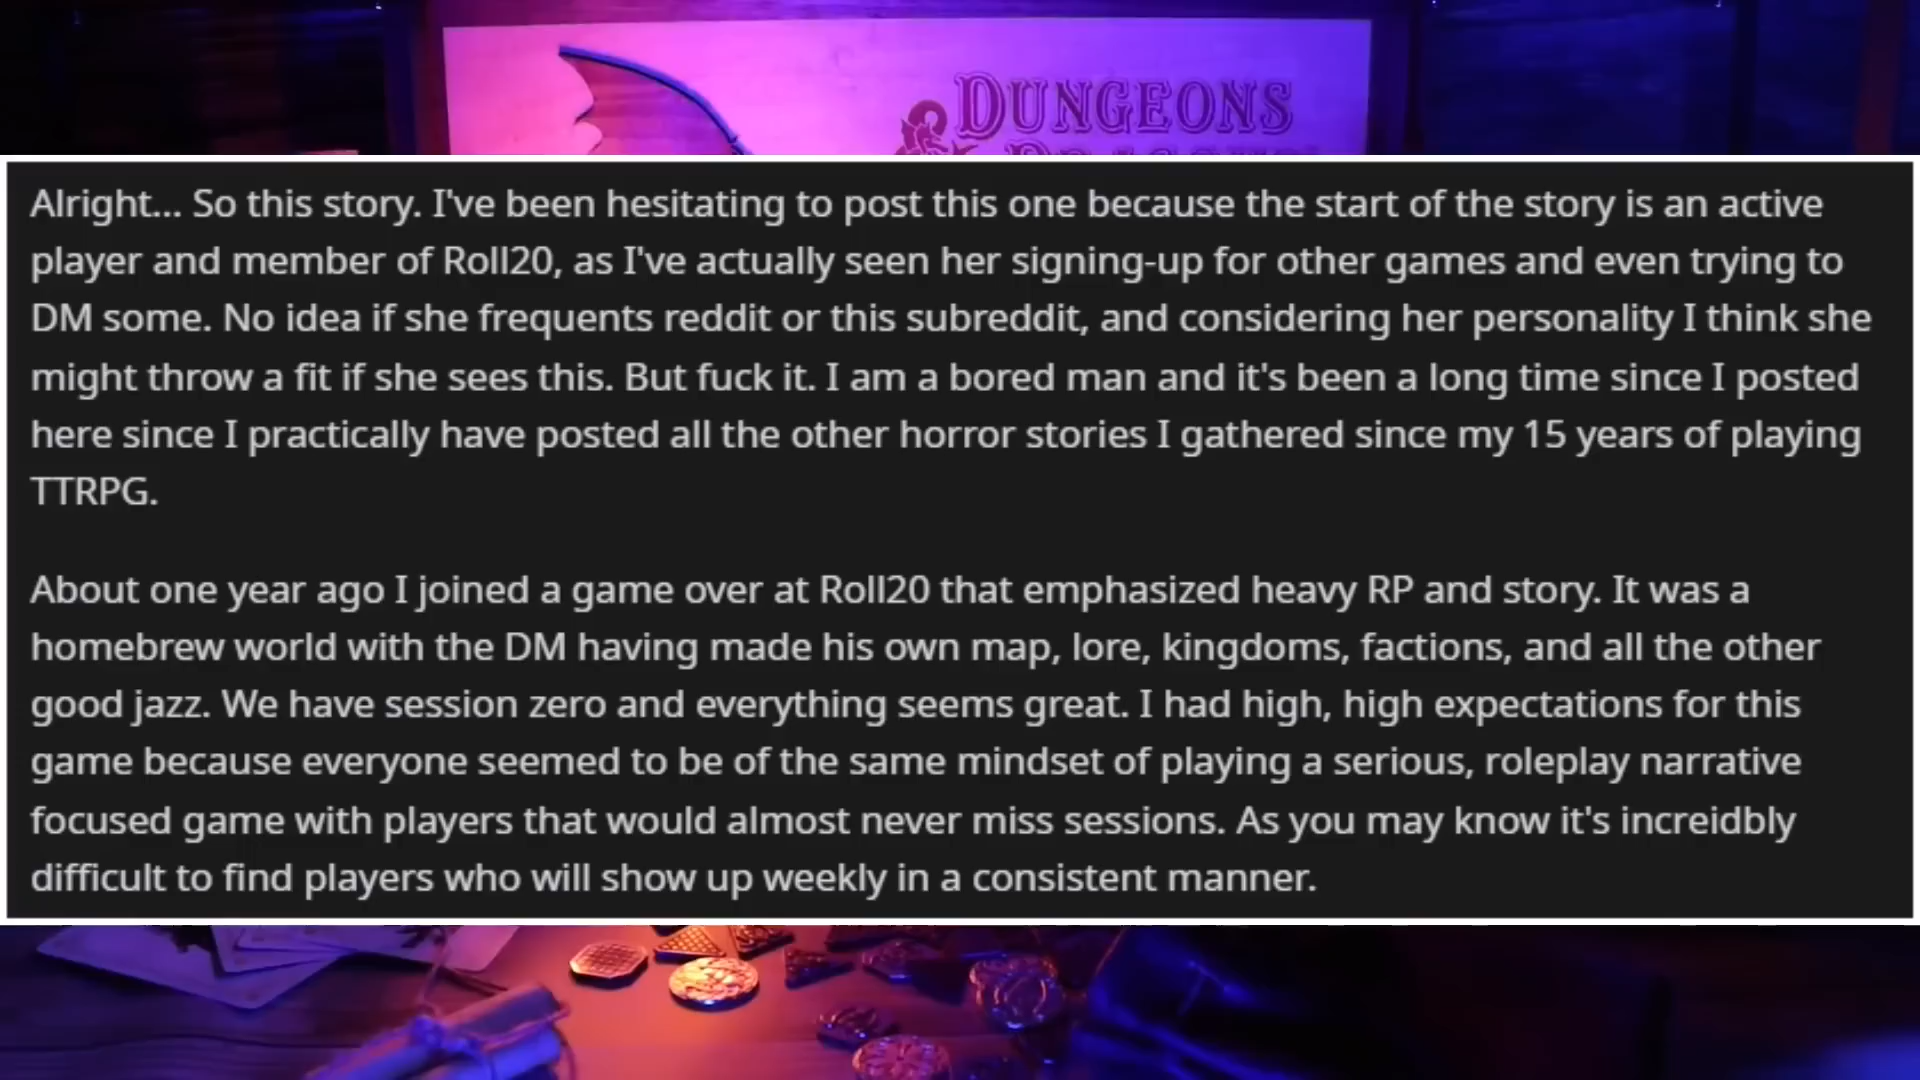 DUNGEONS
Alright... So this story. I've been hesitating to post this one because the start of the story is an active
player and member of Roll20, as I've actually seen her signing-up for other games and even trying to
DM some. No idea if she frequents reddit or this subreddit, and considering her personality I think she
might throw a fit if she sees this. But fuck it. I am a bored man and it's been a long time since I posted
here since I practically have posted all the other horror stories I gathered since my 15 years of playing
TTRPG.
About one year ago I joined a game over at Roll20 that emphasized heavy RP and story. It was a
homebrew world with the DM having made his own map, lore, kingdoms, factions, and all the other
good jazz. We have session zero and everything seems great. I had high, high expectations for this
game because everyone seemed to be of the same mindset of playing a serious, roleplay narrative
focused game with players that would almost never miss sessions. As you may know it's increidbly
difficult to find players who will show up weekly in a consistent manner.